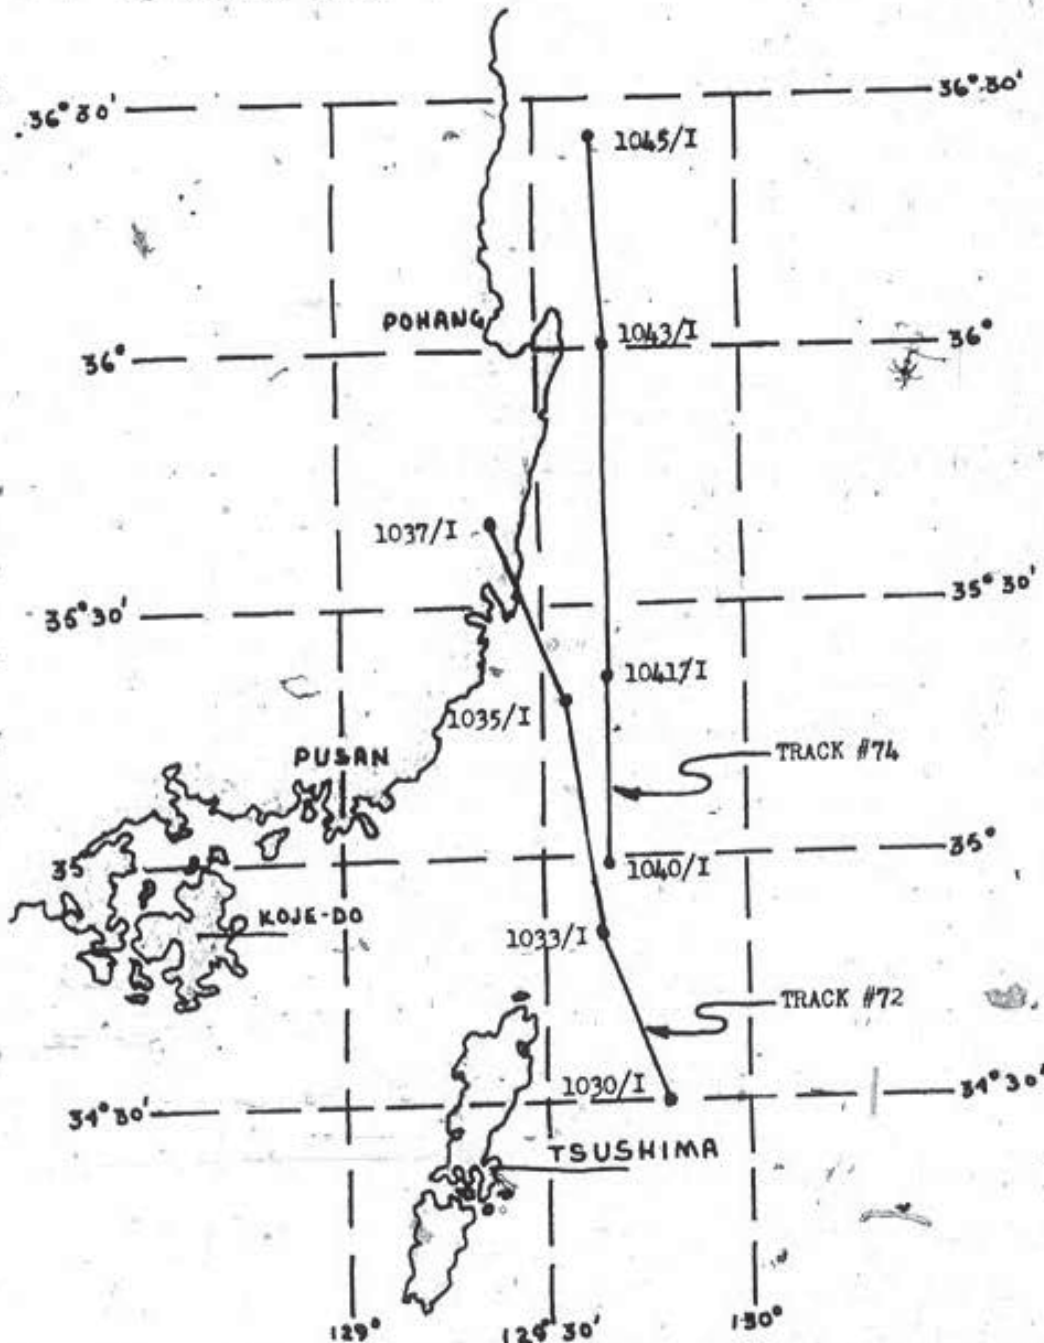 36° 30'
36° 30'
1045/I
POHANG
1043/I
36°
36°
1037/I
35° 30'
35° 30'
1041/I
1035/I
TRACK #74
PUSAN
35
35°
1040/I
KOJE-DO
1033/I
TRACK #72
1030/I
34° 30'
34° 30'
TSUSHIMA
129°
129° 30'
130°